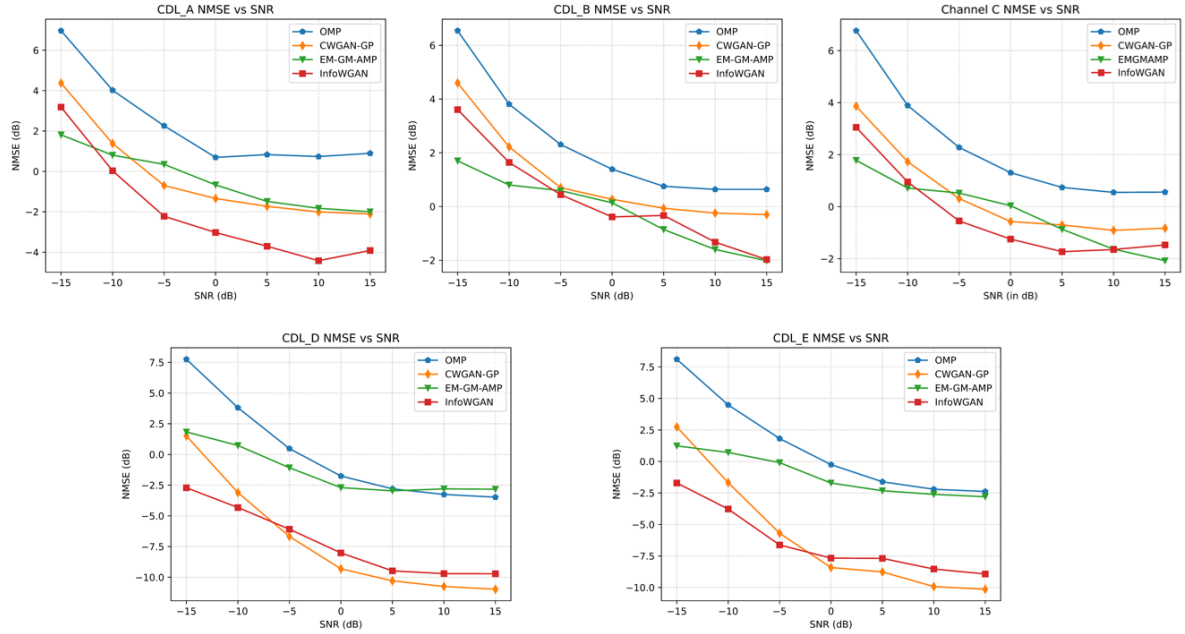 CDL_A NMSE vs SNR
OMP
CWGAN-GP
EM-GM-AMP
InfoWGAN
NMSE (dB)
6
4
2
0
−2
−4
−15 −10 −5 0 5 10 15
SNR (dB)
CDL_B NMSE vs SNR
OMP
CWGAN-GP
EM-GM-AMP
InfoWGAN
NMSE (dB)
6
4
2
0
−2
−15 −10 −5 0 5 10 15
SNR (dB)
Channel C NMSE vs SNR
OMP
CWGAN-GP
EMGMAMP
InfoWGAN
NMSE (dB)
6
4
2
0
−2
−15 −10 −5 0 5 10 15
SNR (in dB)
CDL_D NMSE vs SNR
OMP
CWGAN-GP
EM-GM-AMP
InfoWGAN
NMSE (dB)
7.5
5.0
2.5
0.0
−2.5
−5.0
−7.5
−10.0
−15 −10 −5 0 5 10 15
SNR (dB)
CDL_E NMSE vs SNR
OMP
CWGAN-GP
EM-GM-AMP
InfoWGAN
NMSE (dB)
7.5
5.0
2.5
0.0
−2.5
−5.0
−7.5
−10.0
−15 −10 −5 0 5 10 15
SNR (dB)